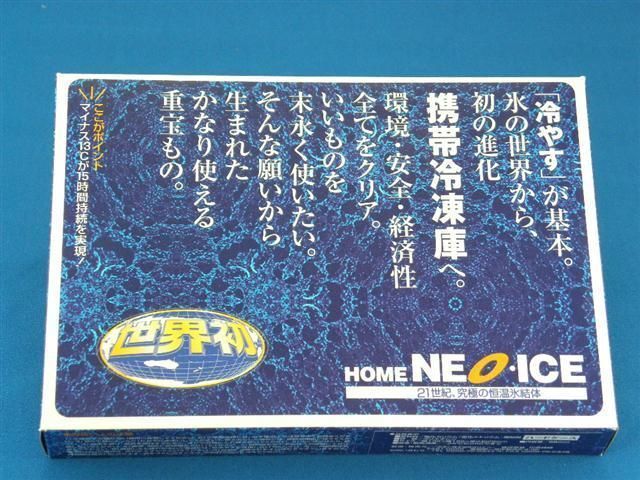 「冷やす」が基本。
氷の世界から、
初の進化
携帯冷凍庫へ。
環境・安全・経済性
全てをクリア。
いいものを
末永く使いたい。
そんな願いから
生まれた
かなり使える
重宝もの。
ここがポイント
マイナス13℃が15時間持続を実現!
世界初
HOME NEO・ICE
21世紀、究極の恒温氷結体